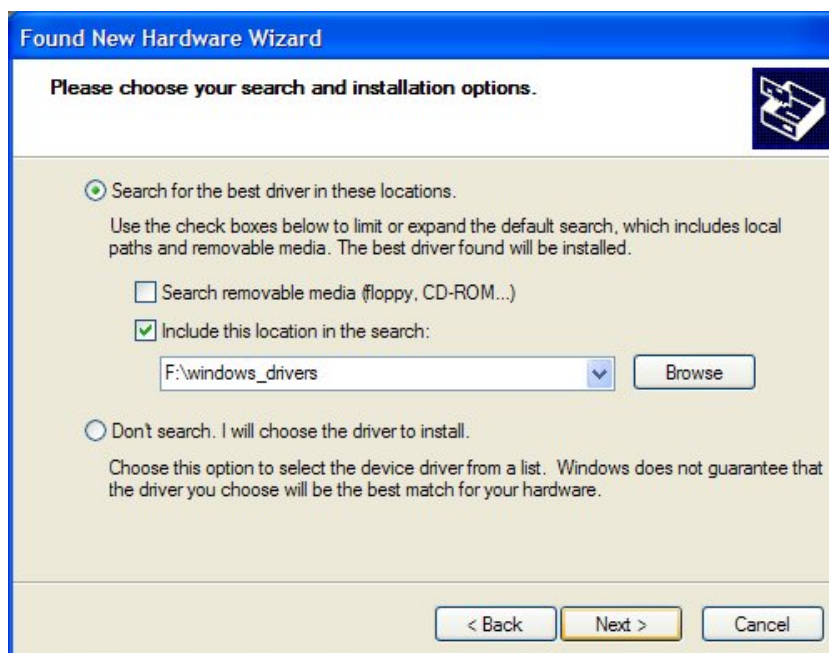 Found New Hardware Wizard
Please choose your search and installation options.
Search for the best driver in these locations.
Use the check boxes below to limit or expand the default search, which includes local
paths and removable media. The best driver found will be installed.
Search removable media (floppy, CD-ROM...)
Include this location in the search:
F:\windows_drivers
Browse
Don't search. I will choose the driver to install.
Choose this option to select the device driver from a list. Windows does not guarantee that
the driver you choose will be the best match for your hardware.
< Back Next > Cancel